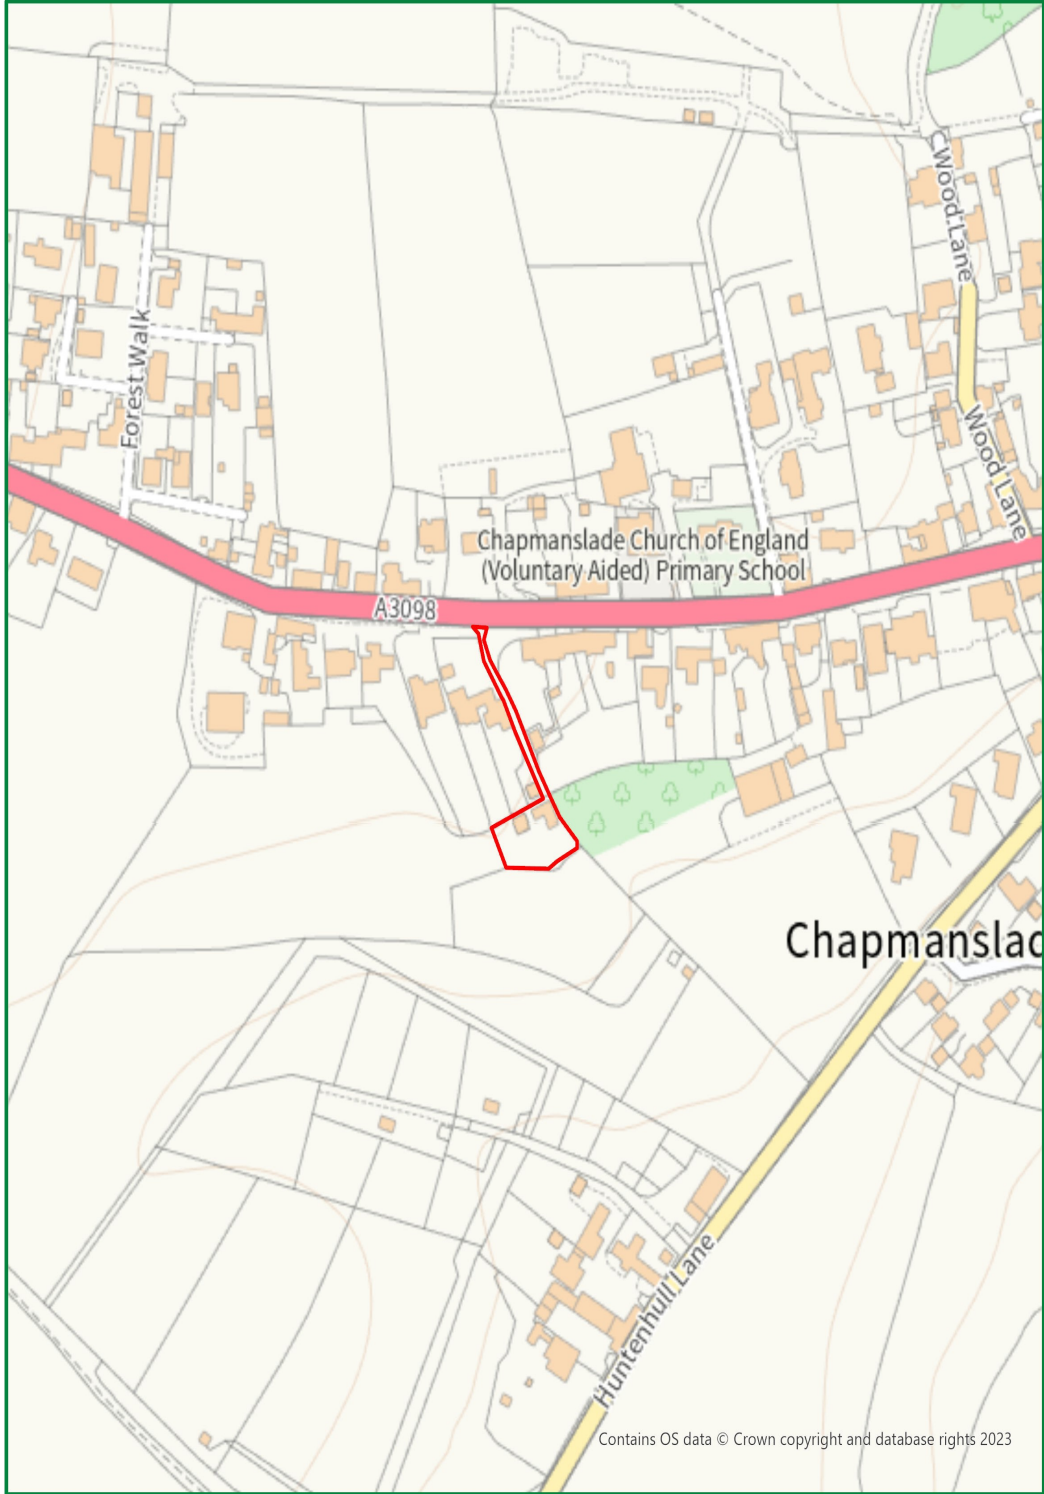 Wood Lane
Forest Walk
Wood Lane
Chapmanslade Church of England
(Voluntary Aided) Primary School
A3098
Chapmanslad
Huntenhull Lane
Contains OS data © Crown copyright and database rights 2023